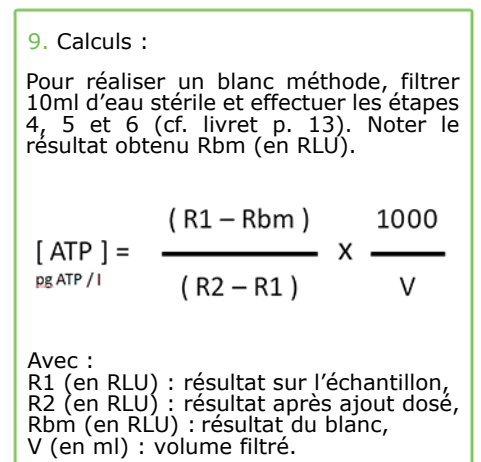 9. Calculs :
Pour réaliser un blanc méthode, filtrer
10ml d'eau stérile et effectuer les étapes
4, 5 et 6 (cf. livret p. 13). Noter le
résultat obtenu Rbm (en RLU).
( R1 – Rbm ) 1000
[ ATP ] = x
pg ATP / l
( R2 – R1 ) V
Avec :
R1 (en RLU) : résultat sur l'échantillon,
R2 (en RLU) : résultat après ajout dosé,
Rbm (en RLU) : résultat du blanc,
V (en ml) : volume filtré.